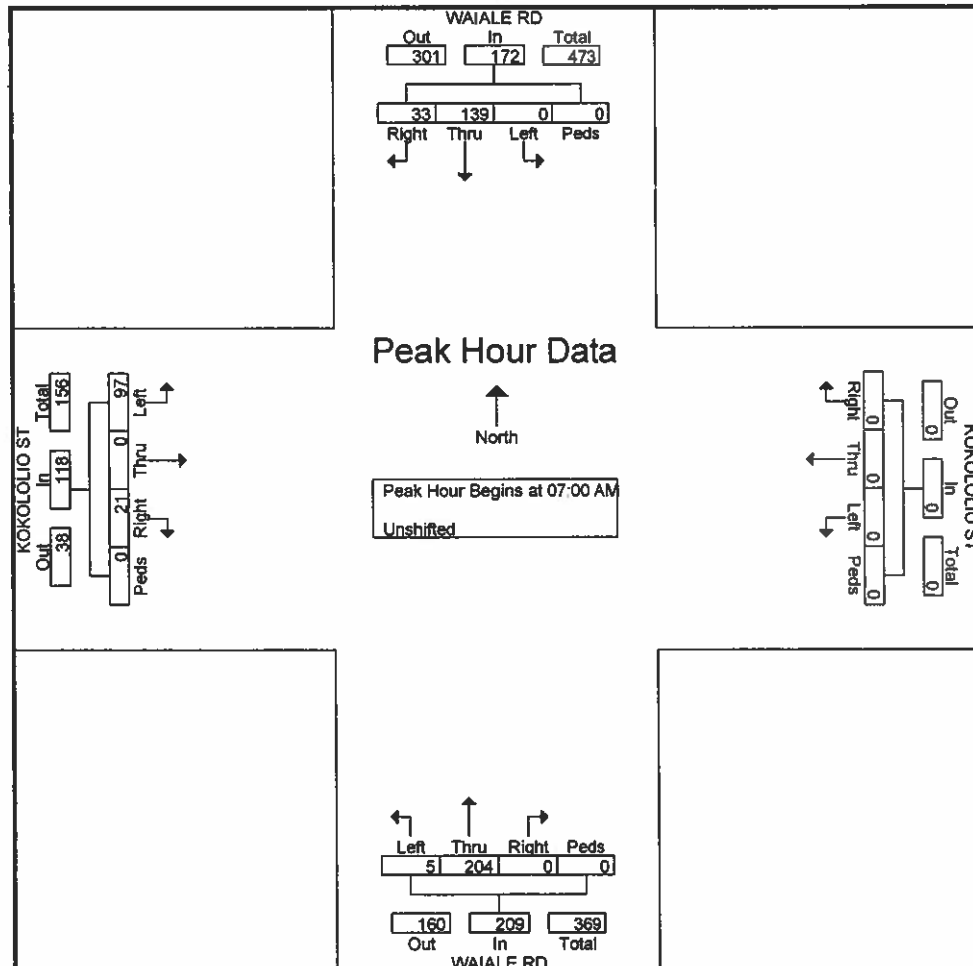 WAIALE RD
Out In Total
301 172 473
33 139 0 0
Right Thru Left Peds
Peak Hour Data
North
Peak Hour Begins at 07:00 AM
Unshifted
KOKOLOLIO ST
Out In Total
38 118 156
Left Thru Right Peds
97 0 21 0
Right Thru Left Peds
0 0 0 0
Out In Total
0 0 0
KOKOLOLIO ST
Left Thru Right Peds
5 204 0 0
160 209 369
Out In Total
WAIALE RD